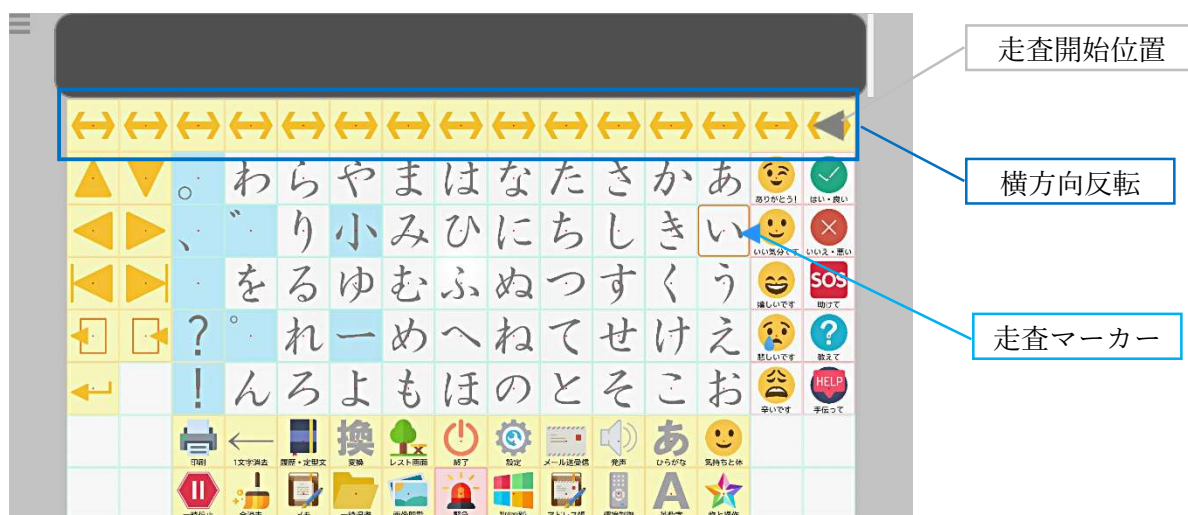 走査開始位置
横方向反転
走査マーカー
。 わ ら や ま は な た さ か あ ありがとう! はい・良い
、 ゛ り 小 み ひ に ち し き い いい気分です いいえ・悪い
を る ゆ む ふ ぬ つ す く う 嬉しいです SOS 助けて
? ゜ れ ー め へ ね て せ け え 悲しいです ? 教えて
! ん ろ よ も ほ の と そ こ お 辛いです HELP 手伝って
印刷 ← 1文字消去 履歴・定型文 換 変換 レスト画面 終了 設定 メール送受信 発声 あ ひらがな 気持ちと体
A